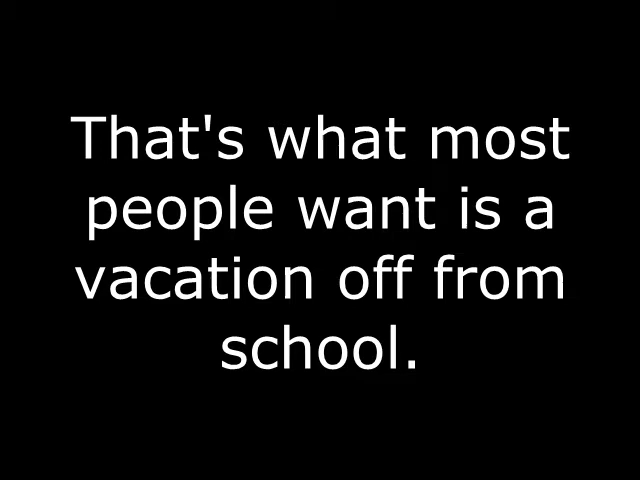 That's what most
people want is a
vacation off from
school.